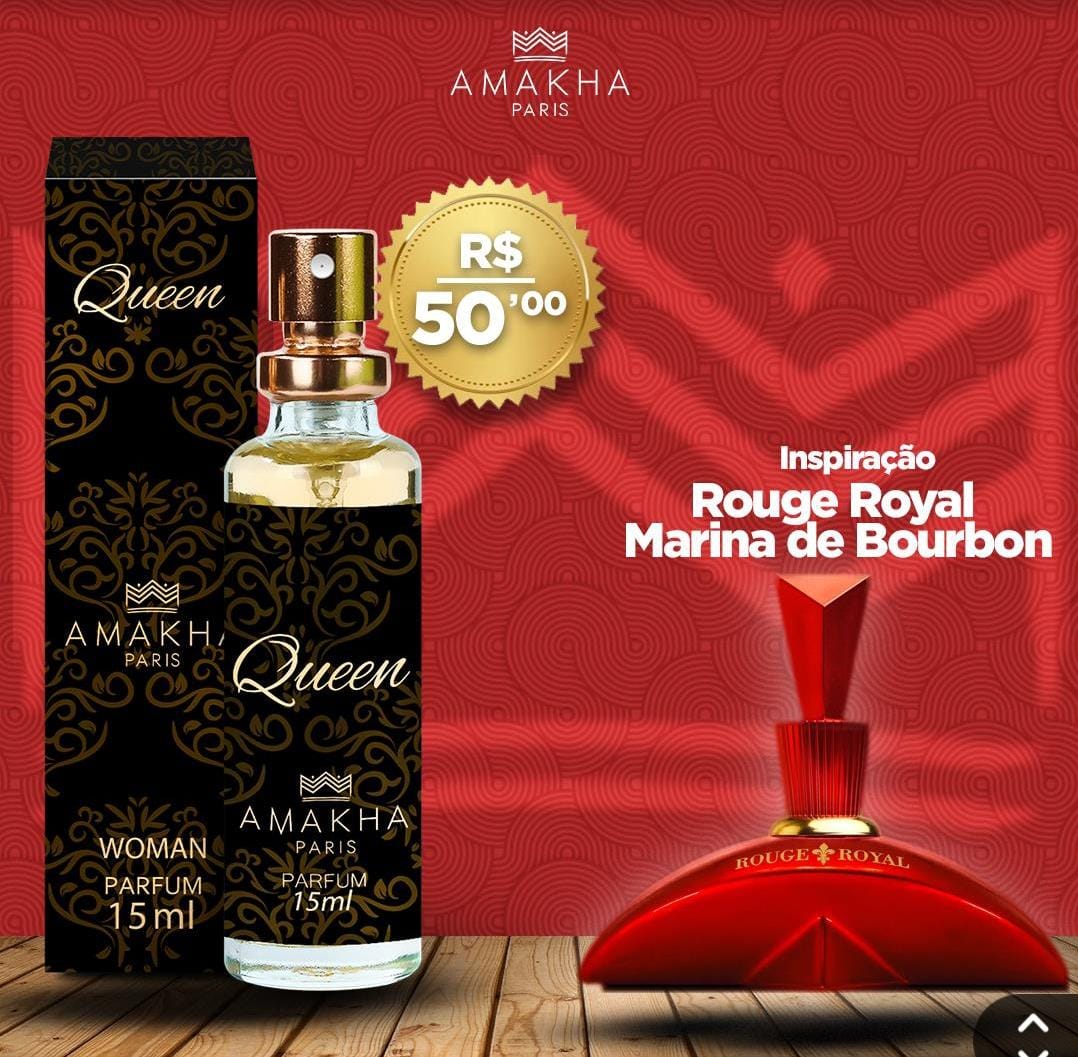 AMAKHA
PARIS
Queen
AMAKHA
PARIS
WOMAN
PARFUM
15ml
Queen
AMAKHA
PARIS
PARFUM
15ml
R$
50,00
Inspiração
Rouge Royal
Marina de Bourbon
ROUGE ROYAL